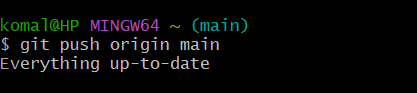 komal@HP MINGW64 ~ (main)
$ git push origin main
Everything up-to-date